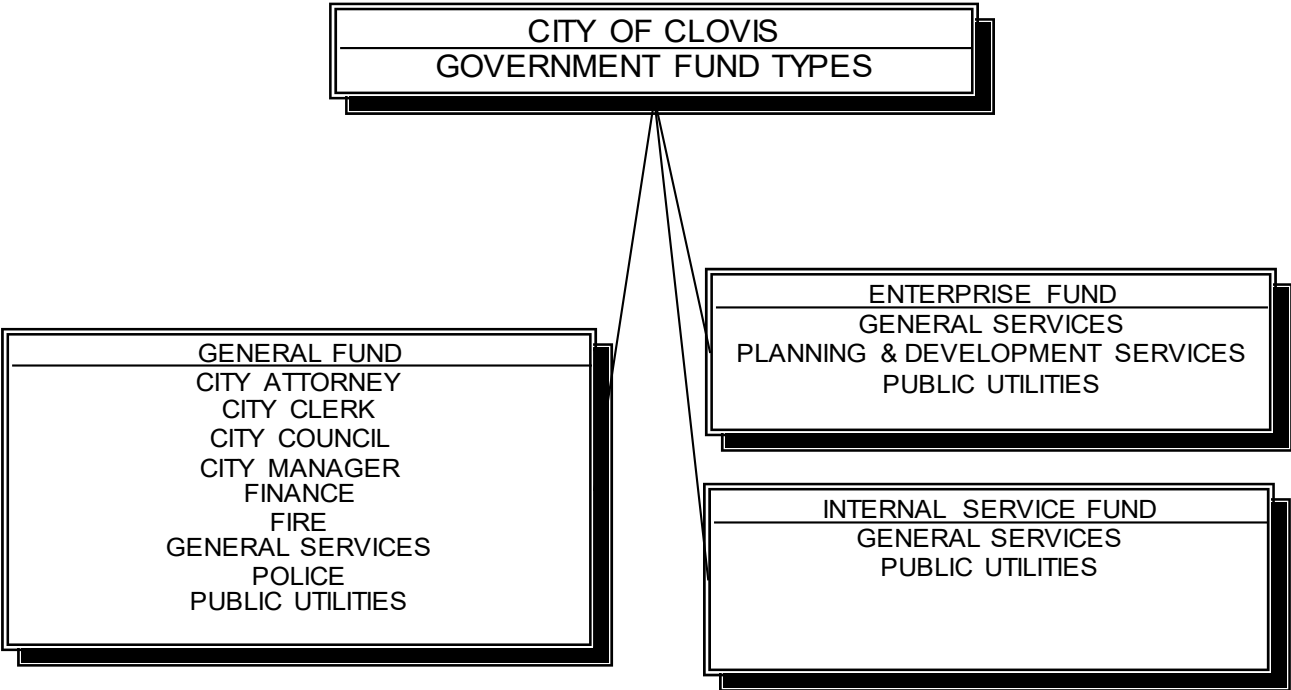 CITY OF CLOVIS
GOVERNMENT FUND TYPES
GENERAL FUND
CITY ATTORNEY
CITY CLERK
CITY COUNCIL
CITY MANAGER
FINANCE
FIRE
GENERAL SERVICES
POLICE
PUBLIC UTILITIES
ENTERPRISE FUND
GENERAL SERVICES
PLANNING & DEVELOPMENT SERVICES
PUBLIC UTILITIES
INTERNAL SERVICE FUND
GENERAL SERVICES
PUBLIC UTILITIES